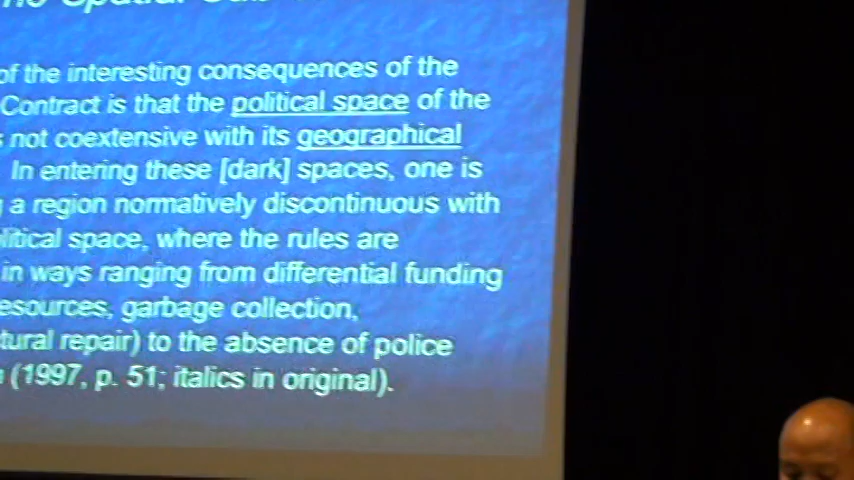 of the interesting consequences of the
Contract is that the political space of the
not coextensive with its geographical
In entering these [dark] spaces, one is
a region normatively discontinuous with
political space, where the rules are
in ways ranging from differential funding
esources, garbage collection,
tural repair) to the absence of police
(1997, p. 51; italics in original).